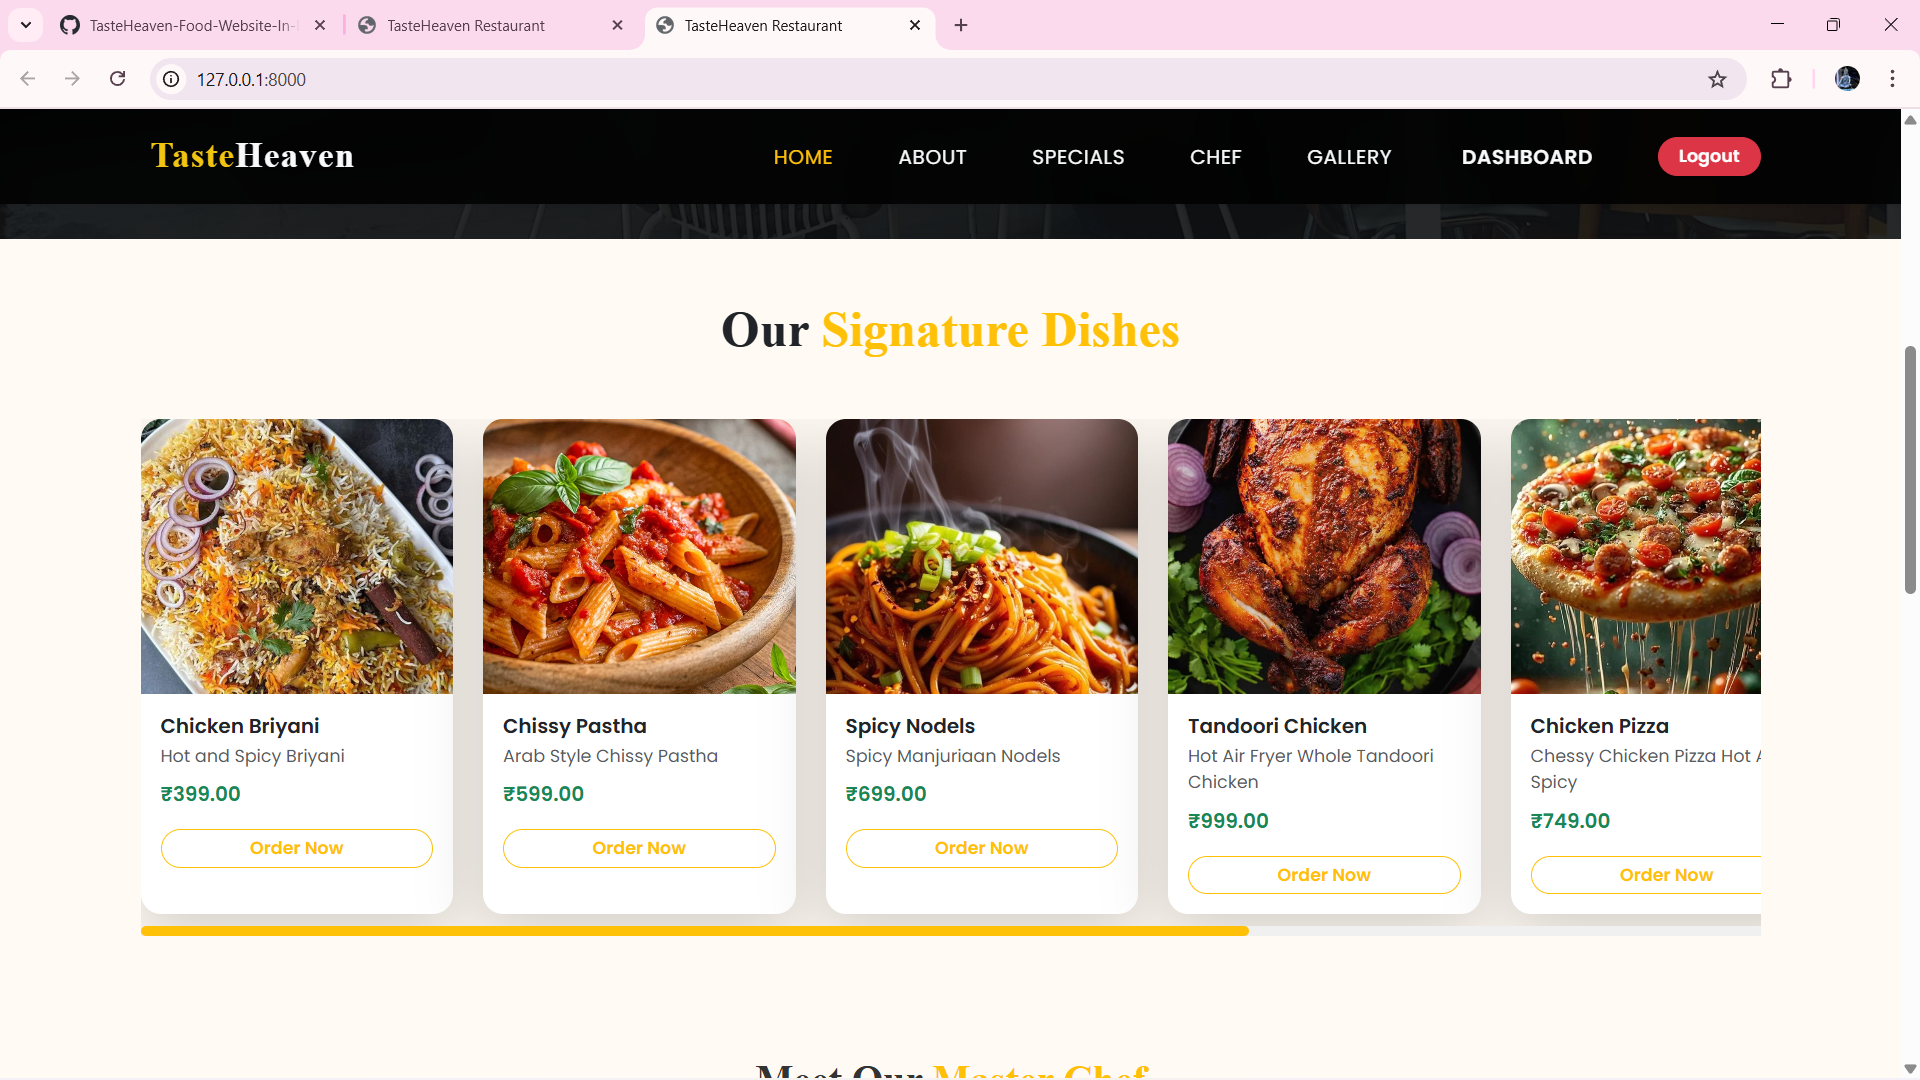 TasteHeaven-Food-Website-In-
TasteHeaven Restaurant
TasteHeaven Restaurant
127.0.0.1:8000
TasteHeaven
HOME
ABOUT
SPECIALS
CHEF
GALLERY
DASHBOARD
Logout
Our Signature Dishes
Chicken Briyani
Hot and Spicy Briyani
₹399.00
Order Now
Chissy Pastha
Arab Style Chissy Pastha
₹599.00
Order Now
Spicy Nodels
Spicy Manjuriaan Nodels
₹699.00
Order Now
Tandoori Chicken
Hot Air Fryer Whole Tandoori
Chicken
₹999.00
Order Now
Chicken Pizza
Chessy Chicken Pizza Hot
Spicy
₹749.00
Order Now
Meet Our Master Chef